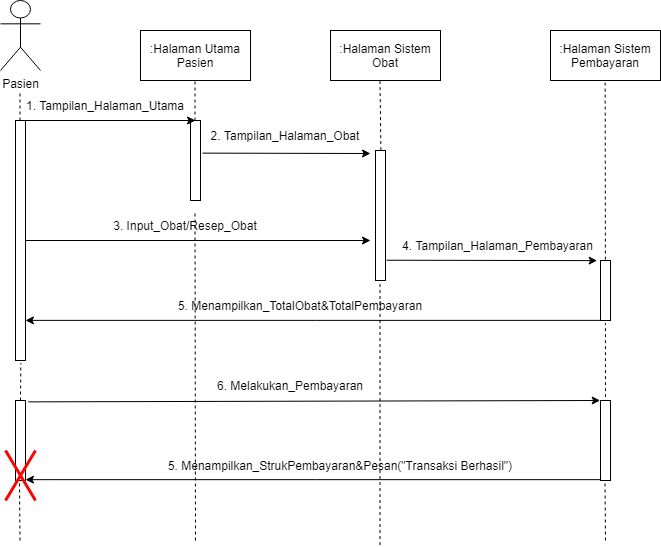 :Halaman Utama
Pasien
:Halaman Sistem
Obat
:Halaman Sistem
Pembayaran
Pasien
1. Tampilan_Halaman_Utama
2. Tampilan_Halaman_Obat
3. Input_Obat/Resep_Obat
4. Tampilan_Halaman_Pembayaran
5. Menampilkan_TotalObat&TotalPembayaran
6. Melakukan_Pembayaran
5. Menampilkan_StrukPembayaran&Pesan("Transaksi Berhasil")